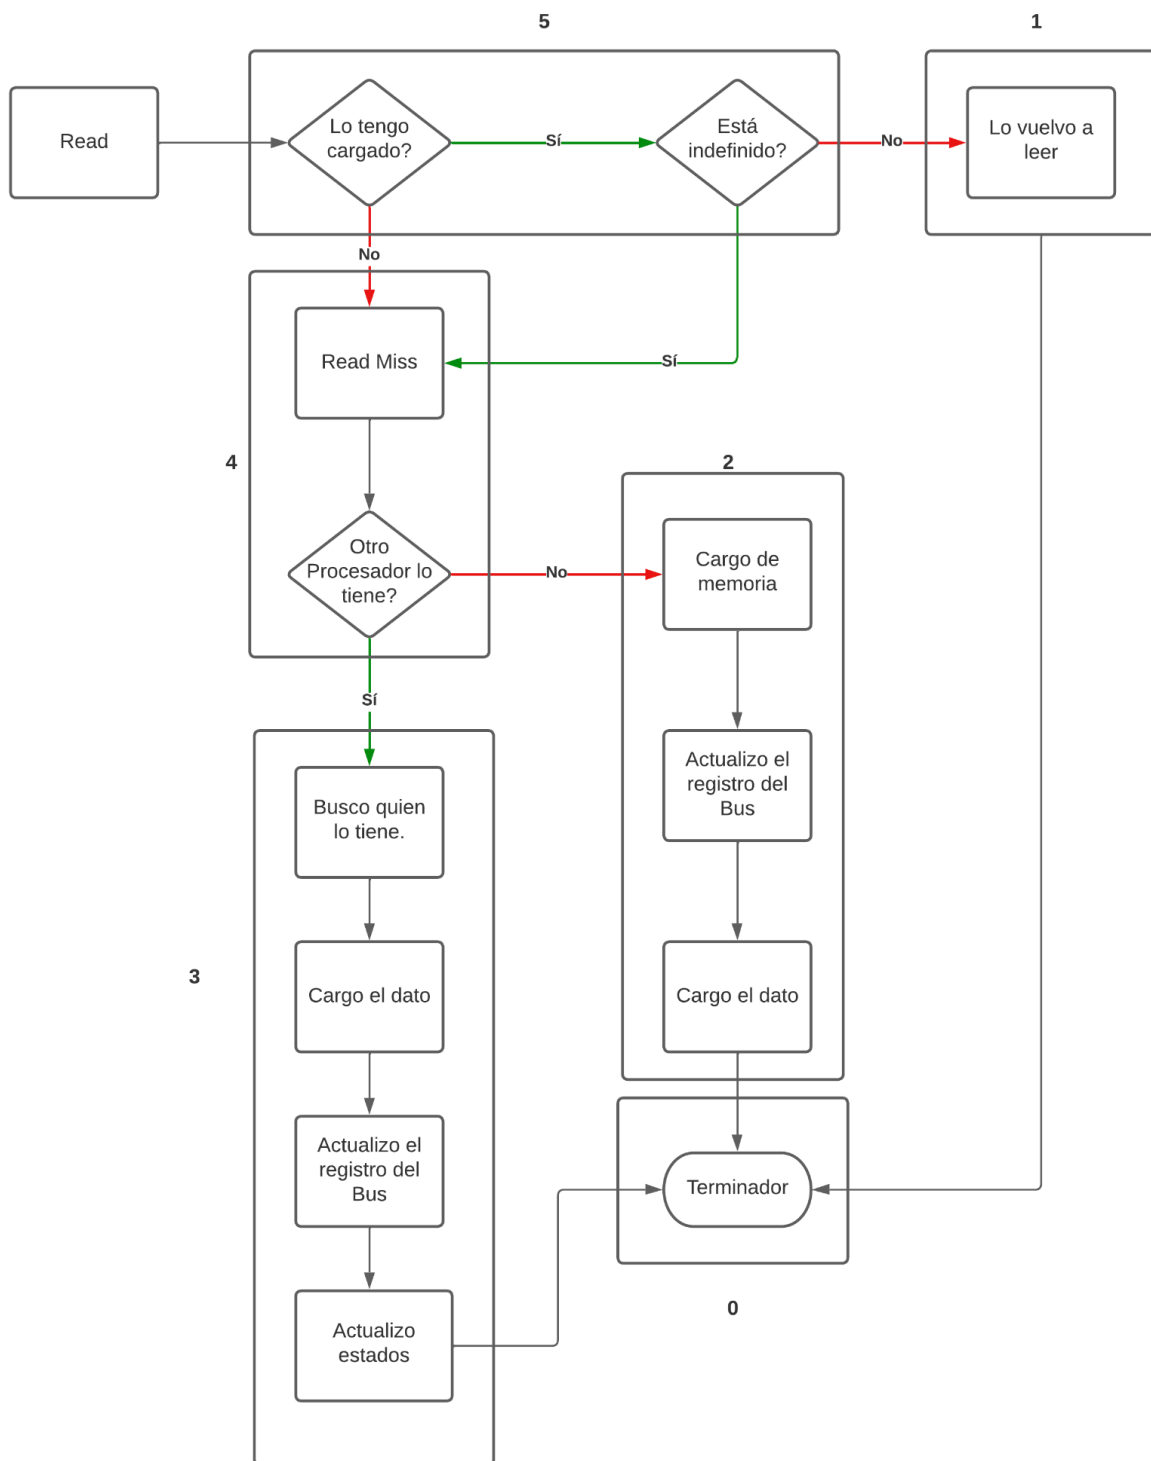 5
1
Read
Lo tengo
cargado?
Sí
Está
indefinido?
No
Lo vuelvo a
leer
No
Read Miss
Sí
4
2
Otro
Procesador lo
tiene?
No
Cargo de
memoria
Sí
Actualizo el
registro del
Bus
Busco quien
lo tiene.
3
Cargo el dato
Cargo el dato
Actualizo el
registro del
Bus
Terminador
0
Actualizo
estados